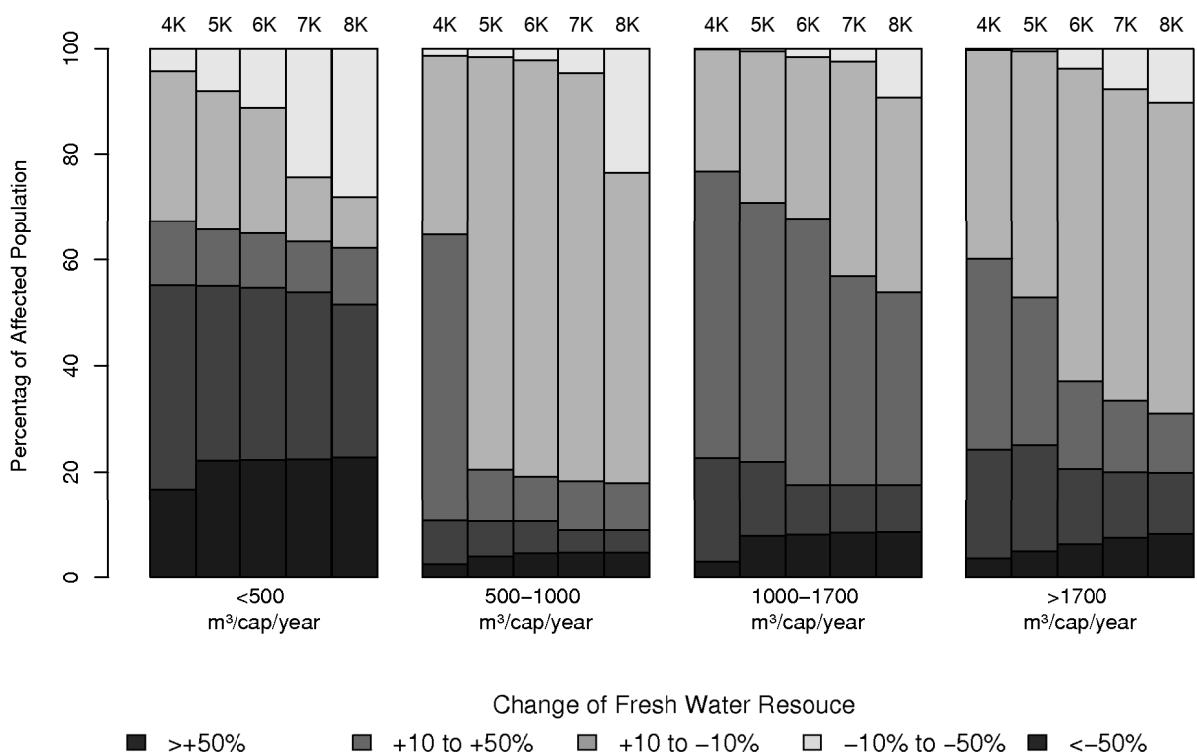 4K 5K 6K 7K 8K 4K 5K 6K 7K 8K 4K 5K 6K 7K 8K 4K 5K 6K 7K 8K
100
80
60
40
20
0
Percentag of Affected Population
<500 500−1000 1000−1700 >1700
m³/cap/year m³/cap/year m³/cap/year m³/cap/year
Change of Fresh Water Resouce
>+50% +10 to +50% +10 to −10% −10% to −50% <−50%